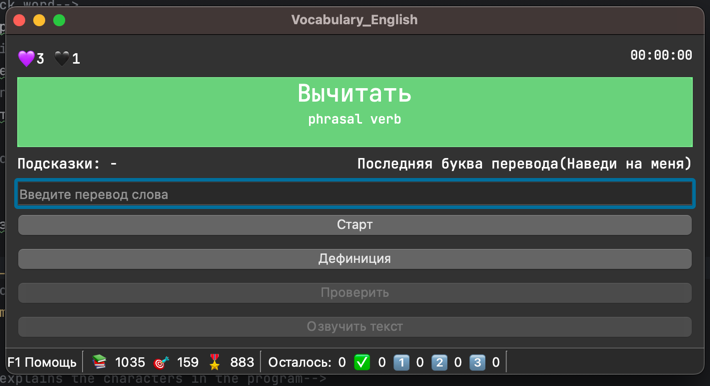 ck word-->
Vocabulary_English
💜3 🖤1
00:00:00
Вычитать
phrasal verb
Подсказки: -
Последняя буква перевода(Наведи на меня)
Введите перевод слова
Старт
Дефиниция
Проверить
Озвучить текст
F1 Помощь 📚 1035 🎯 159 🎖️ 883 Осталось: 0 ✅ 0 1️⃣ 0 2️⃣ 0 3️⃣ 0
explains the characters in the program-->